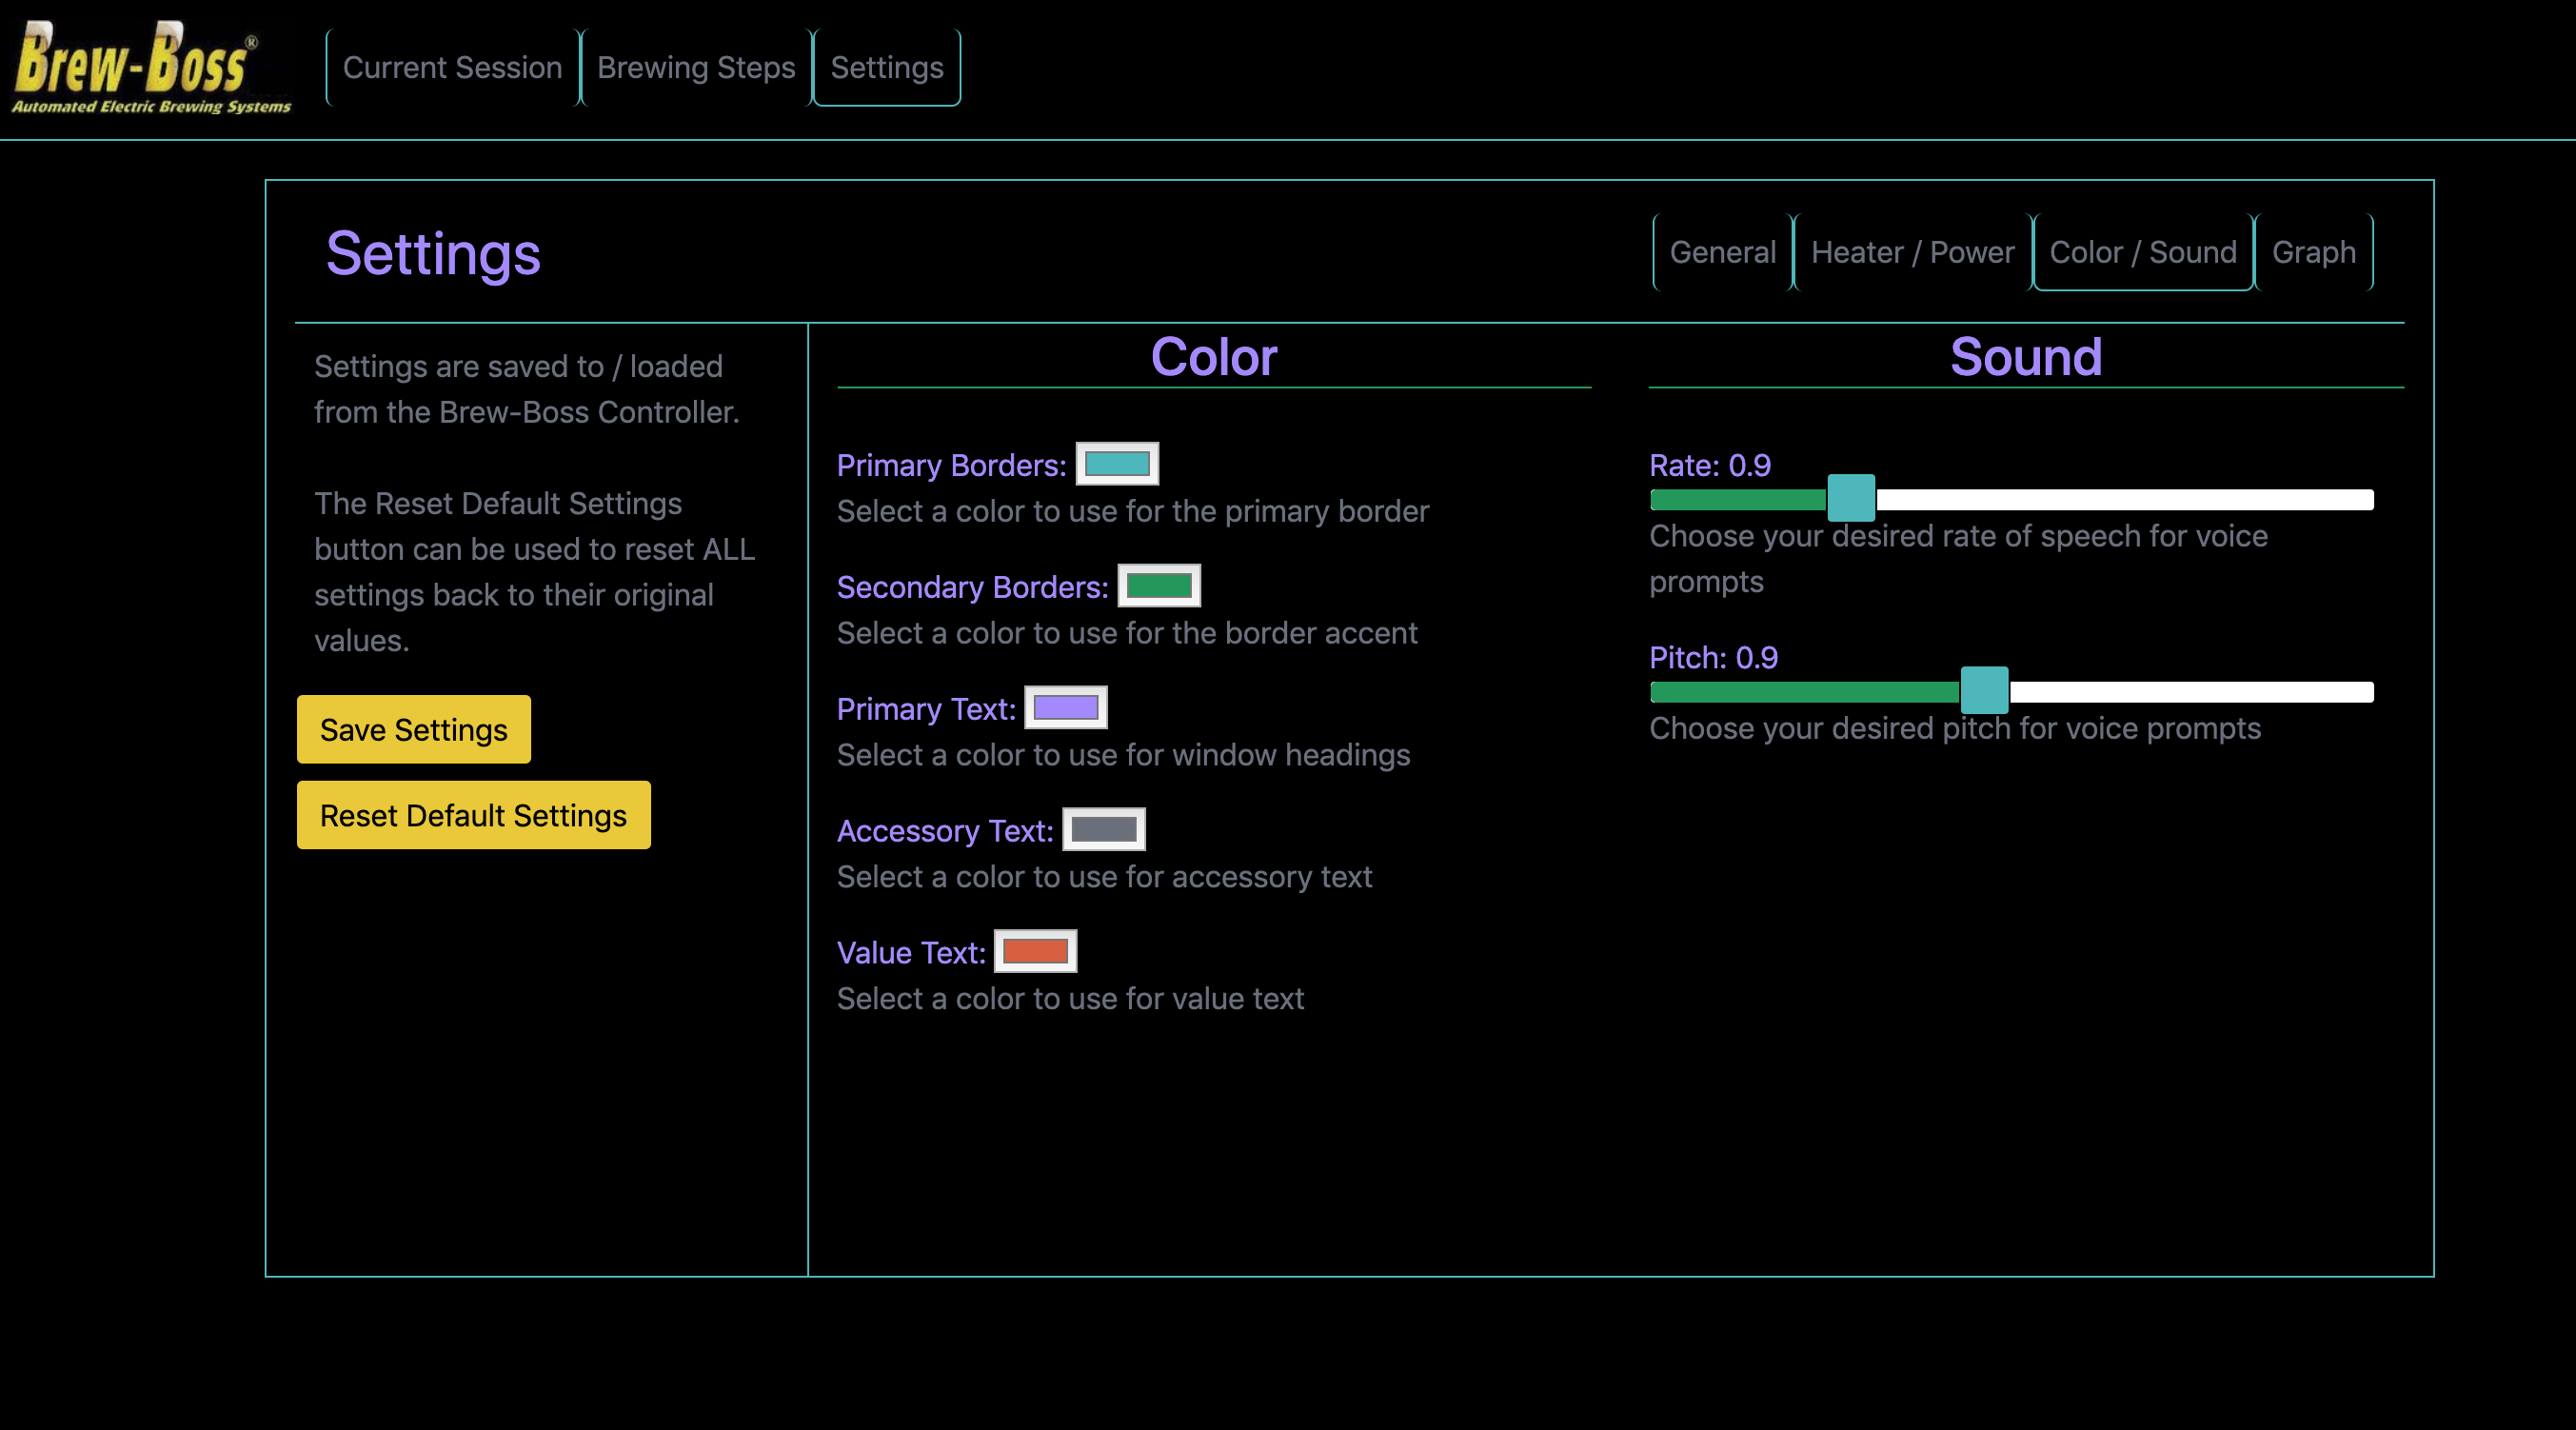 Brew-Boss®
Automated Electric Brewing Systems
Current Session
Brewing Steps
Settings
Settings
General
Heater / Power
Color / Sound
Graph
Settings are saved to / loaded
from the Brew-Boss Controller.
The Reset Default Settings
button can be used to reset ALL
settings back to their original
values.
Save Settings
Reset Default Settings
Color
Primary Borders:
Select a color to use for the primary border
Secondary Borders:
Select a color to use for the border accent
Primary Text:
Select a color to use for window headings
Accessory Text:
Select a color to use for accessory text
Value Text:
Select a color to use for value text
Sound
Rate: 0.9
Choose your desired rate of speech for voice
prompts
Pitch: 0.9
Choose your desired pitch for voice prompts